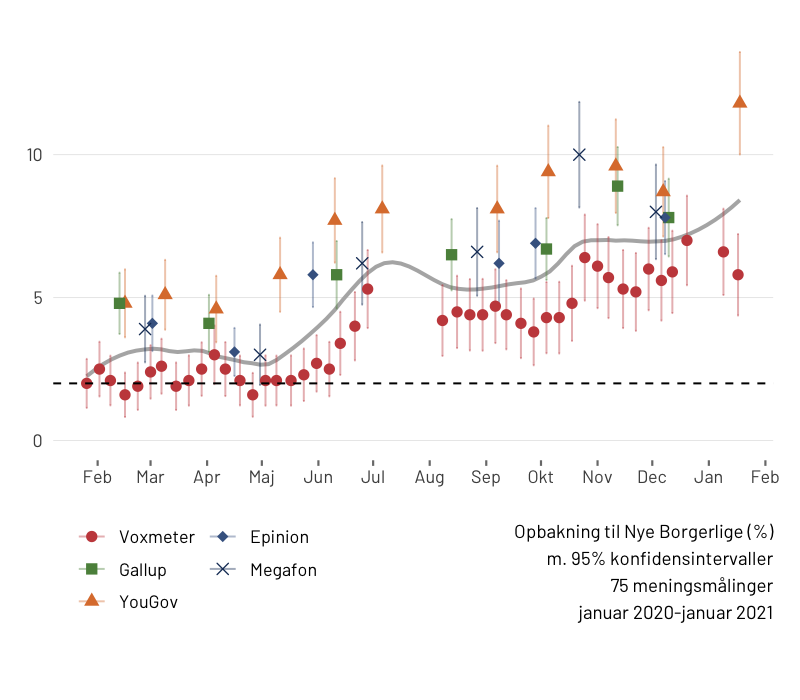 10
5
0
Feb Mar Apr Maj Jun Jul Aug Sep Okt Nov Dec Jan Feb
Voxmeter Epinion
Gallup Megafon
YouGov
Opbakning til Nye Borgerlige (%)
m. 95% konfidensintervaller
75 meningsmålinger
januar 2020-januar 2021